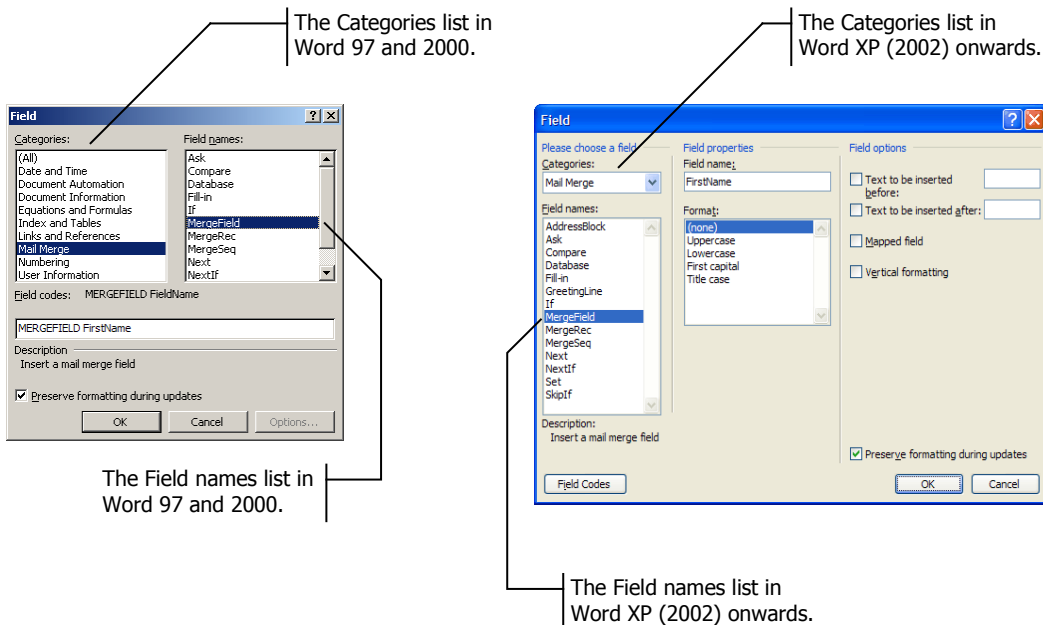 The Categories list in
Word 97 and 2000.
The Categories list in
Word XP (2002) onwards.
Field
Categories:
Field names:
(All)
Date and Time
Document Automation
Document Information
Equations and Formulas
Index and Tables
Links and References
Mail Merge
Numbering
User Information
Ask
Compare
Database
Fill-in
If
MergeField
MergeRec
MergeSeq
Next
NextIf
Field codes: MERGEFIELD FieldName
MERGEFIELD FirstName
Description
Insert a mail merge field
Preserve formatting during updates
OK
Cancel
Options...
The Field names list in
Word 97 and 2000.
Field
Please choose a field
Categories:
Mail Merge
Field names:
AddressBlock
Ask
Compare
Database
Fill-in
GreetingLine
If
MergeField
MergeRec
MergeSeq
Next
NextIf
Set
SkipIf
Description:
Insert a mail merge field
Field Codes
Field properties
Field name:
FirstName
Format:
(none)
Uppercase
Lowercase
First capital
Title case
Field options
Text to be inserted
before:
Text to be inserted after:
Mapped field
Vertical formatting
Preserve formatting during updates
OK
Cancel
The Field names list in
Word XP (2002) onwards.